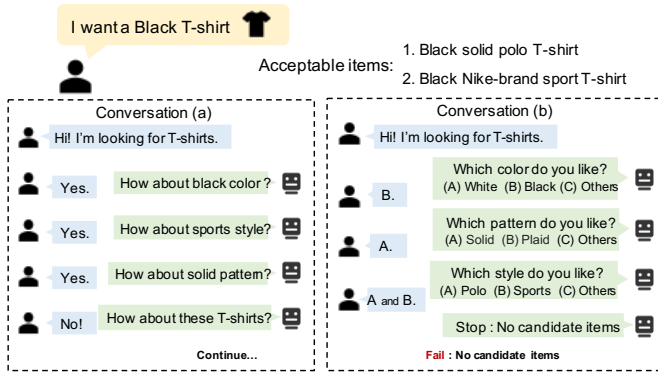 I want a Black T-shirt
Acceptable items:
1. Black solid polo T-shirt
2. Black Nike-brand sport T-shirt
Conversation (a)
Hi! I'm looking for T-shirts.
How about black color?
Yes.
How about sports style?
Yes.
How about solid pattern?
Yes.
How about these T-shirts?
No!
Continue...
Conversation (b)
Hi! I'm looking for T-shirts.
Which color do you like?
(A) White (B) Black (C) Others
B.
Which pattern do you like?
(A) Solid (B) Plaid (C) Others
A.
Which style do you like?
(A) Polo (B) Sports (C) Others
A and B.
Stop : No candidate items
Fail : No candidate items